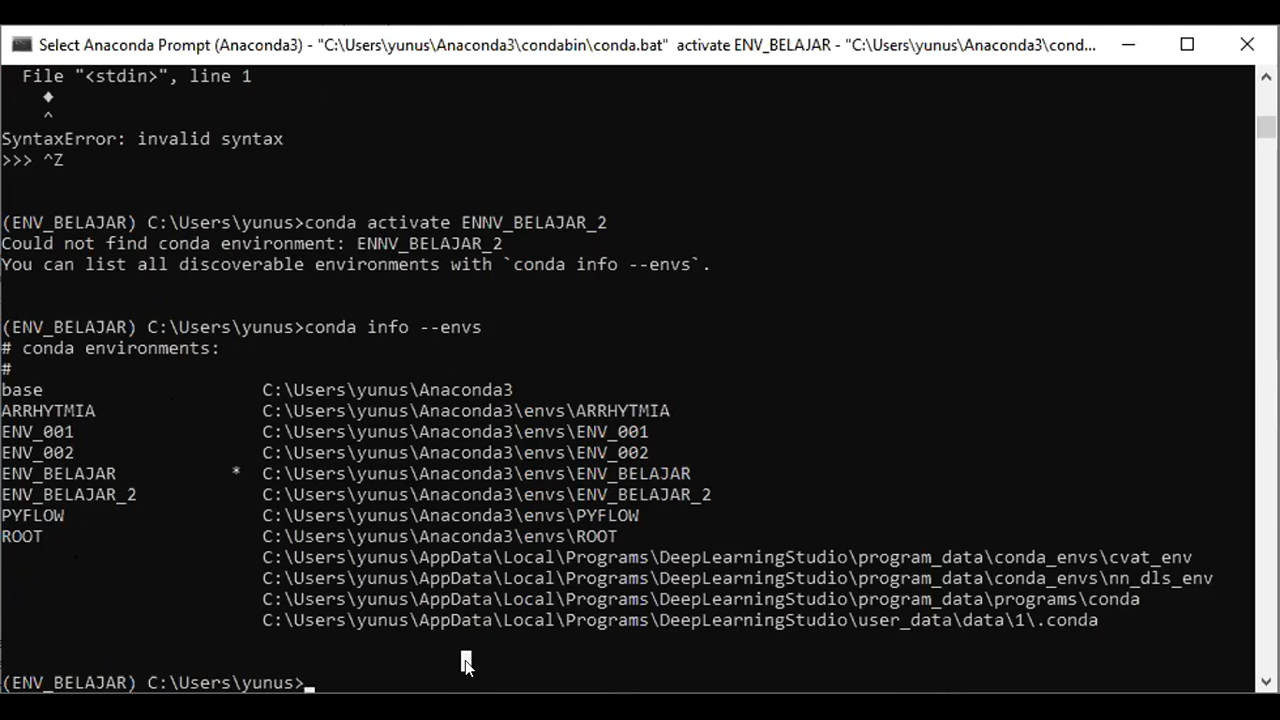 Select Anaconda Prompt (Anaconda3) - "C:\Users\yunus\Anaconda3\condabin\conda.bat"  activate ENV_BELAJAR - "C:\Users\yunus\Anaconda3\cond...
File "<stdin>", line 1
♦
^
SyntaxError: invalid syntax
>>> ^Z
(ENV_BELAJAR) C:\Users\yunus>conda activate ENNV_BELAJAR_2
Could not find conda environment: ENNV_BELAJAR_2
You can list all discoverable environments with `conda info --envs`.
(ENV_BELAJAR) C:\Users\yunus>conda info --envs
# conda environments:
#
base                     C:\Users\yunus\Anaconda3
ARRHYTMIA                C:\Users\yunus\Anaconda3\envs\ARRHYTMIA
ENV_001                  C:\Users\yunus\Anaconda3\envs\ENV_001
ENV_002                  C:\Users\yunus\Anaconda3\envs\ENV_002
ENV_BELAJAR           *  C:\Users\yunus\Anaconda3\envs\ENV_BELAJAR
ENV_BELAJAR_2            C:\Users\yunus\Anaconda3\envs\ENV_BELAJAR_2
PYFLOW                   C:\Users\yunus\Anaconda3\envs\PYFLOW
ROOT                     C:\Users\yunus\Anaconda3\envs\ROOT
C:\Users\yunus\AppData\Local\Programs\DeepLearningStudio\program_data\conda_envs\cvat_env
C:\Users\yunus\AppData\Local\Programs\DeepLearningStudio\program_data\conda_envs\nn_dls_env
C:\Users\yunus\AppData\Local\Programs\DeepLearningStudio\program_data\programs\conda
C:\Users\yunus\AppData\Local\Programs\DeepLearningStudio\user_data\data\1\.conda
(ENV_BELAJAR) C:\Users\yunus>